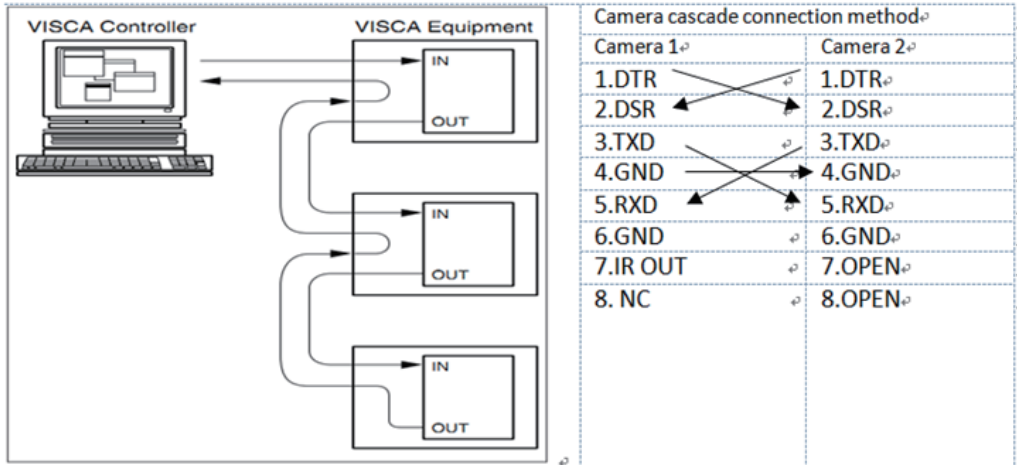 VISCA Controller
VISCA Equipment
IN
OUT
IN
OUT
IN
OUT
Camera cascade connection method
Camera 1 Camera 2
1.DTR 1.DTR
2.DSR 2.DSR
3.TXD 3.TXD
4.GND 4.GND
5.RXD 5.RXD
6.GND 6.GND
7.IR OUT 7.OPEN
8. NC 8.OPEN